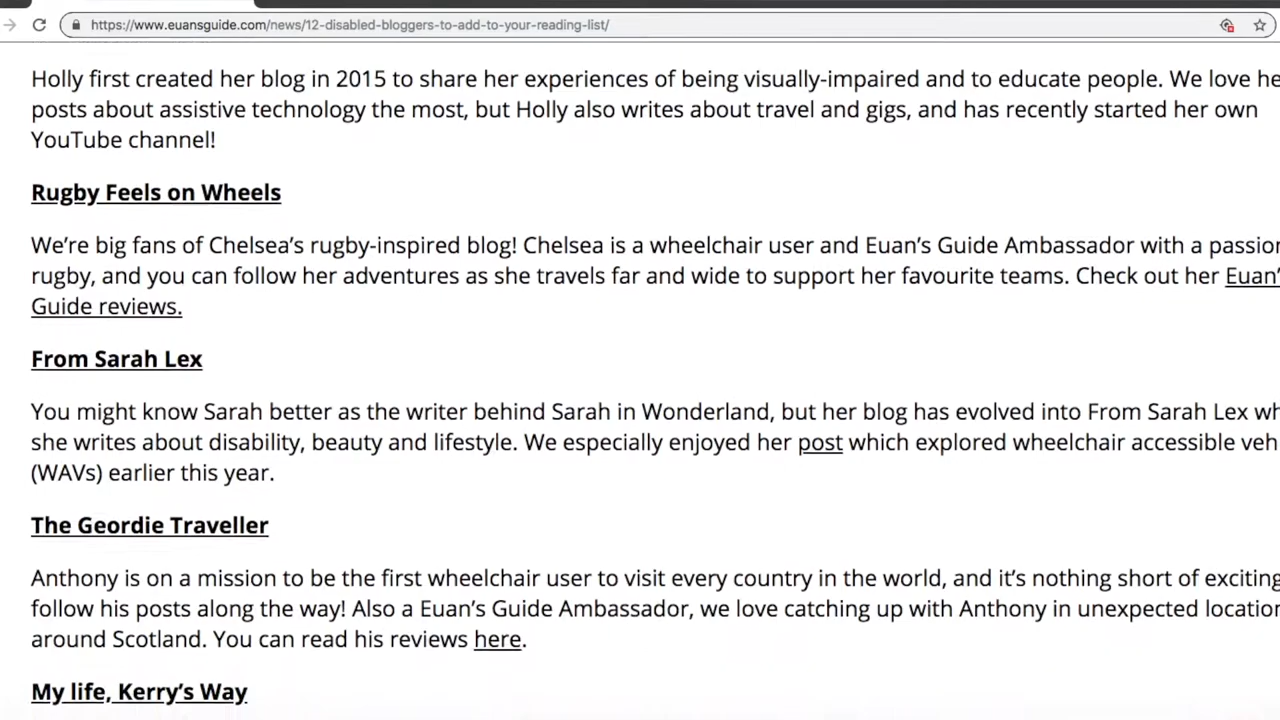 https://www.euansguide.com/news/12-disabled-bloggers-to-add-to-your-reading-list/
Holly first created her blog in 2015 to share her experiences of being visually-impaired and to educate people. We love
posts about assistive technology the most, but Holly also writes about travel and gigs, and has recently started her own
YouTube channel!
Rugby Feels on Wheels
We’re big fans of Chelsea’s rugby-inspired blog! Chelsea is a wheelchair user and Euan’s Guide Ambassador with a
rugby, and you can follow her adventures as she travels far and wide to support her favourite teams. Check out her
Guide reviews.
From Sarah Lex
You might know Sarah better as the writer behind Sarah in Wonderland, but her blog has evolved into From Sarah Lex
she writes about disability, beauty and lifestyle. We especially enjoyed her post which explored wheelchair accessible
(WAVs) earlier this year.
The Geordie Traveller
Anthony is on a mission to be the first wheelchair user to visit every country in the world, and it’s nothing short of exciting
follow his posts along the way! Also a Euan’s Guide Ambassador, we love catching up with Anthony in unexpected
around Scotland. You can read his reviews here.
My life, Kerry’s Way